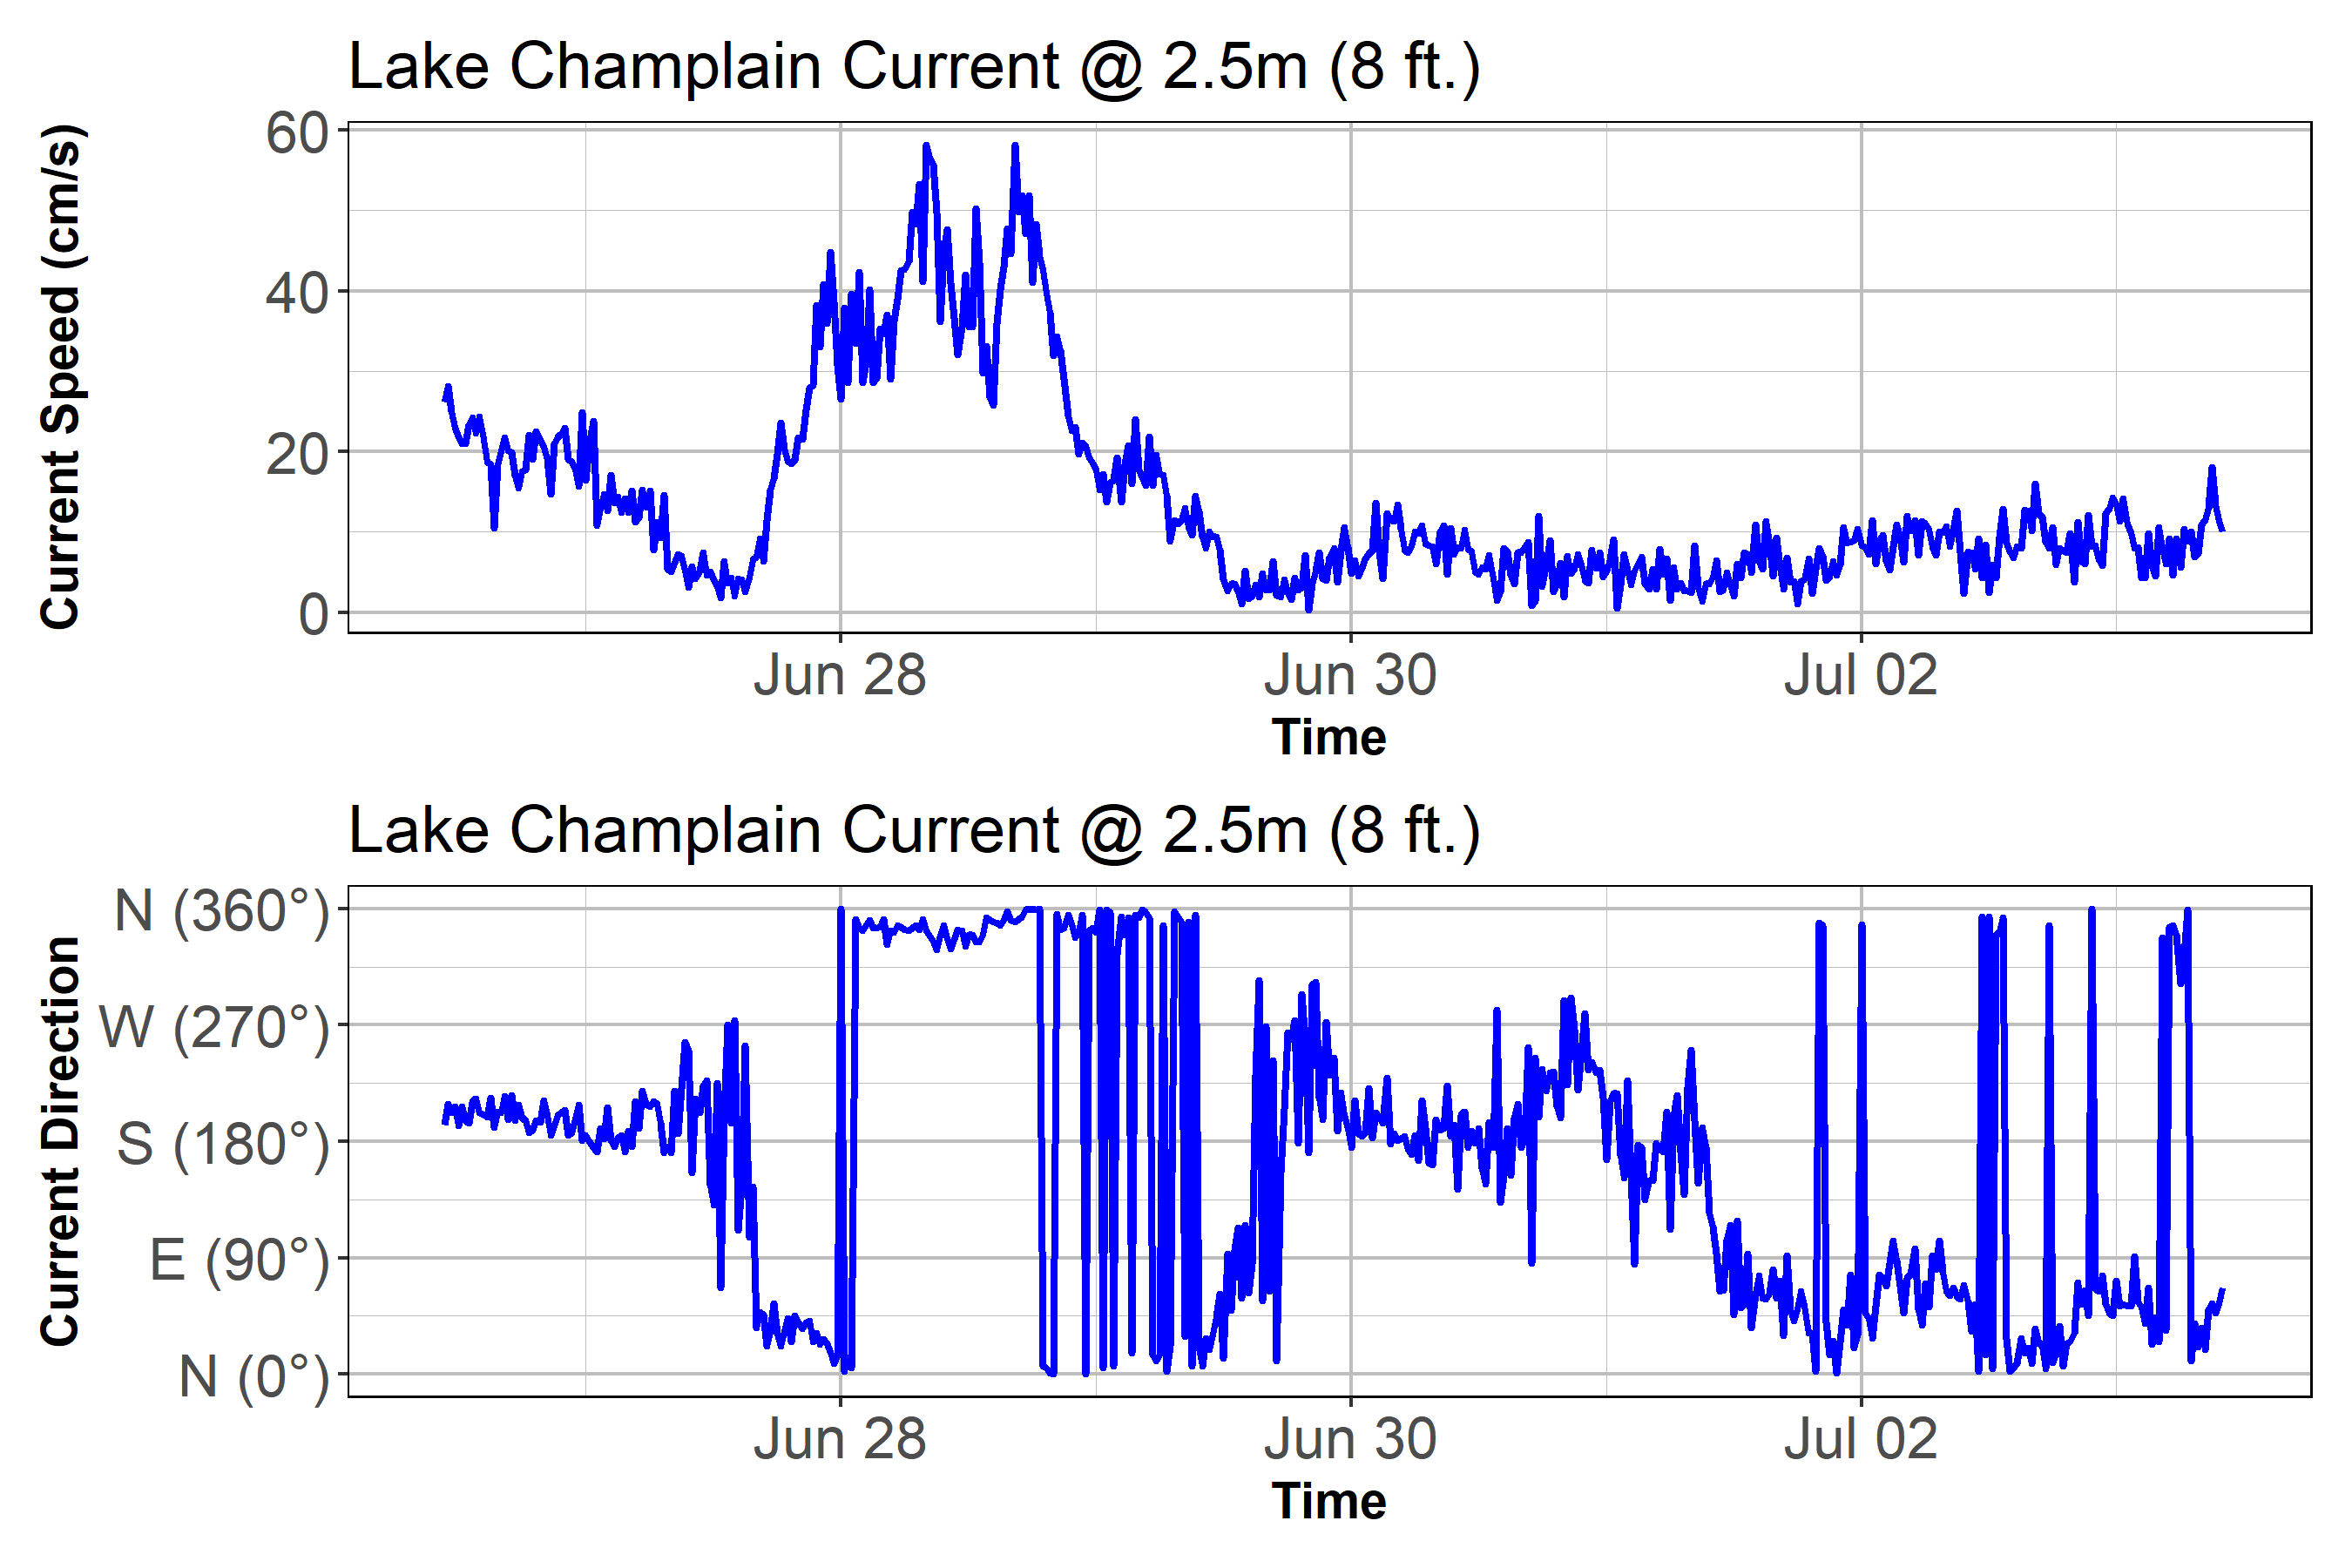 Lake Champlain Current @ 2.5m (8 ft.)
Current Speed (cm/s)
60
40
20
0
Jun 28
Jun 30
Jul 02
Time
Lake Champlain Current @ 2.5m (8 ft.)
Current Direction
N (360°)
W (270°)
S (180°)
E (90°)
N (0°)
Jun 28
Jun 30
Jul 02
Time